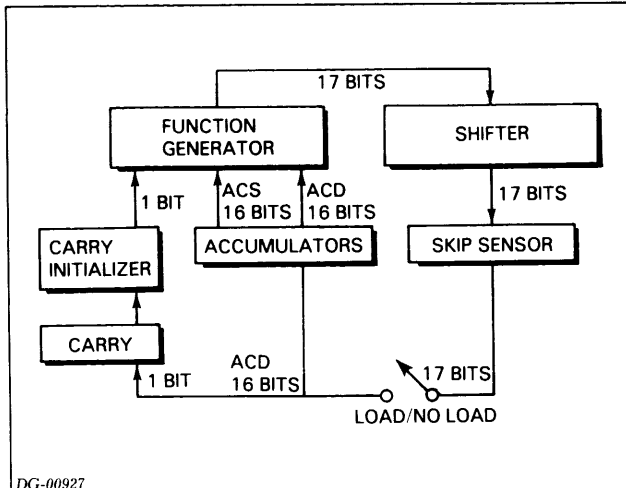 17 BITS
FUNCTION
GENERATOR
SHIFTER
1 BIT
ACS
16 BITS
ACD
16 BITS
17 BITS
CARRY
INITIALIZER
ACCUMULATORS
SKIP SENSOR
CARRY
1 BIT
ACD
16 BITS
17 BITS
LOAD/NO LOAD
DG-00927